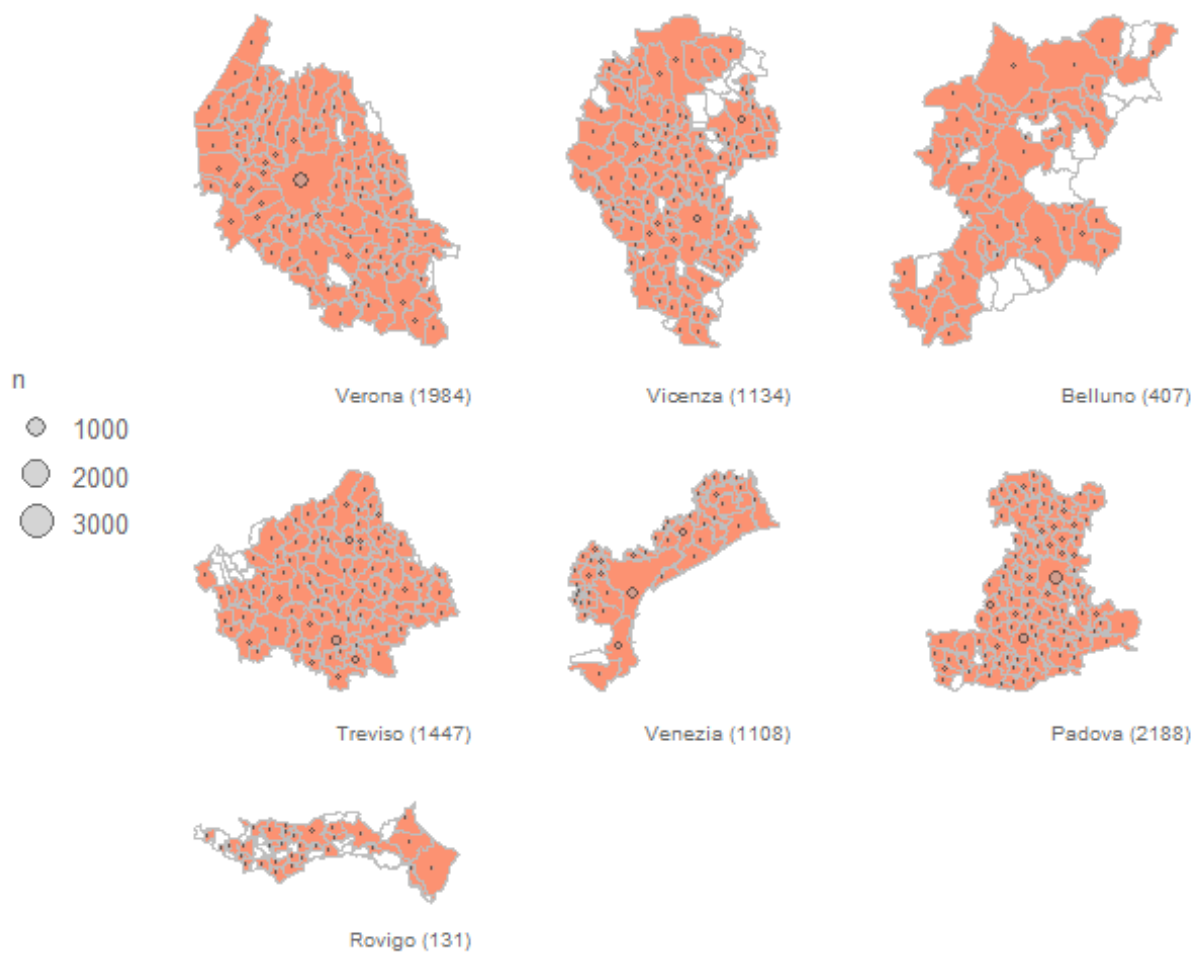 Verona (1984)
Vicenza (1134)
Belluno (407)
n
1000
2000
3000
Treviso (1447)
Venezia (1108)
Padova (2188)
Rovigo (131)